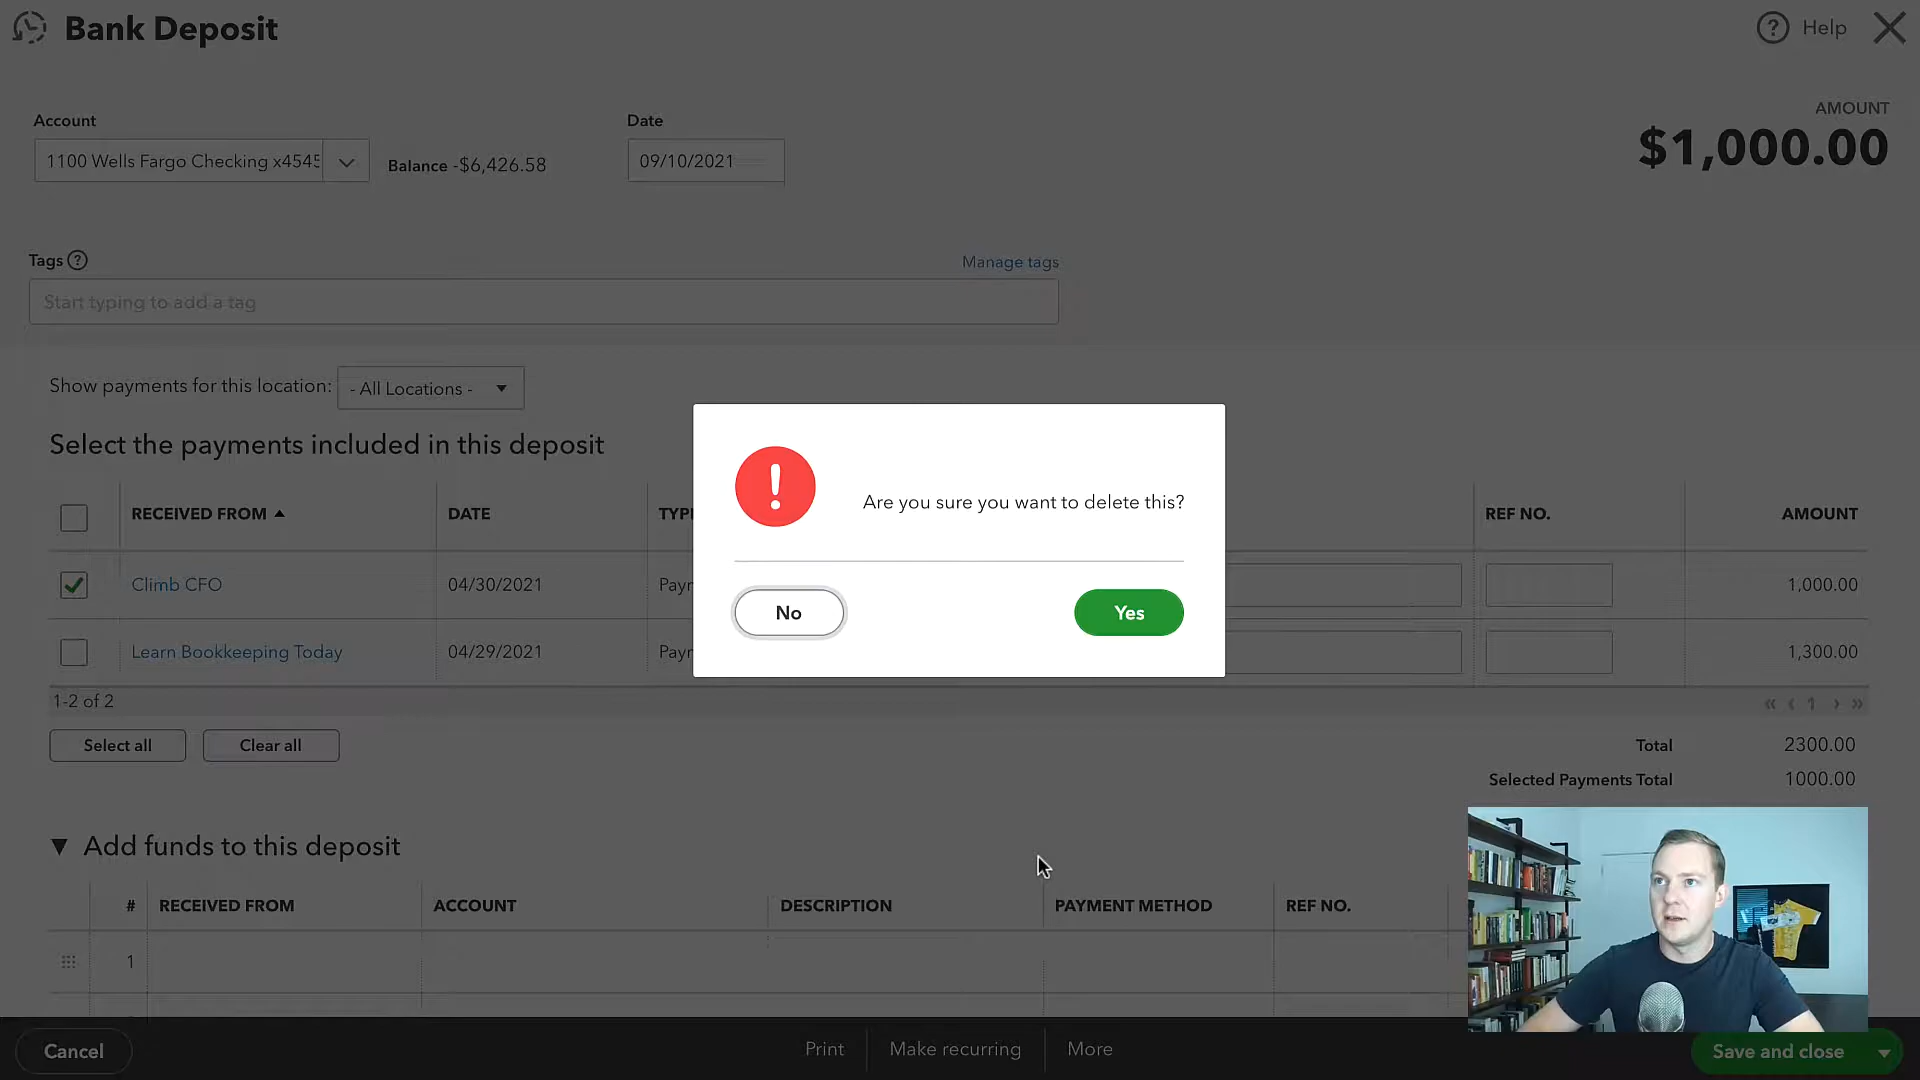 Bank Deposit
Help
Account
Date
AMOUNT
1100 Wells Fargo Checking x4545
Balance -$6,426.58
09/10/2021
$1,000.00
Tags ?
Manage tags
Start typing to add a tag
Show payments for this location: - All Locations -
Select the payments included in this deposit
RECEIVED FROM DATE REF NO. AMOUNT
Climb CFO 04/30/2021 1,000.00
Learn Bookkeeping Today 04/29/2021 1,300.00
Are you sure you want to delete this?
No
Yes
1-2 of 2
« ‹ 1 › »
Select all
Clear all
Total 2300.00
Selected Payments Total 1000.00
Add funds to this deposit
# RECEIVED FROM ACCOUNT DESCRIPTION PAYMENT METHOD REF NO.
1
Cancel
Print
Make recurring
More
Save and close